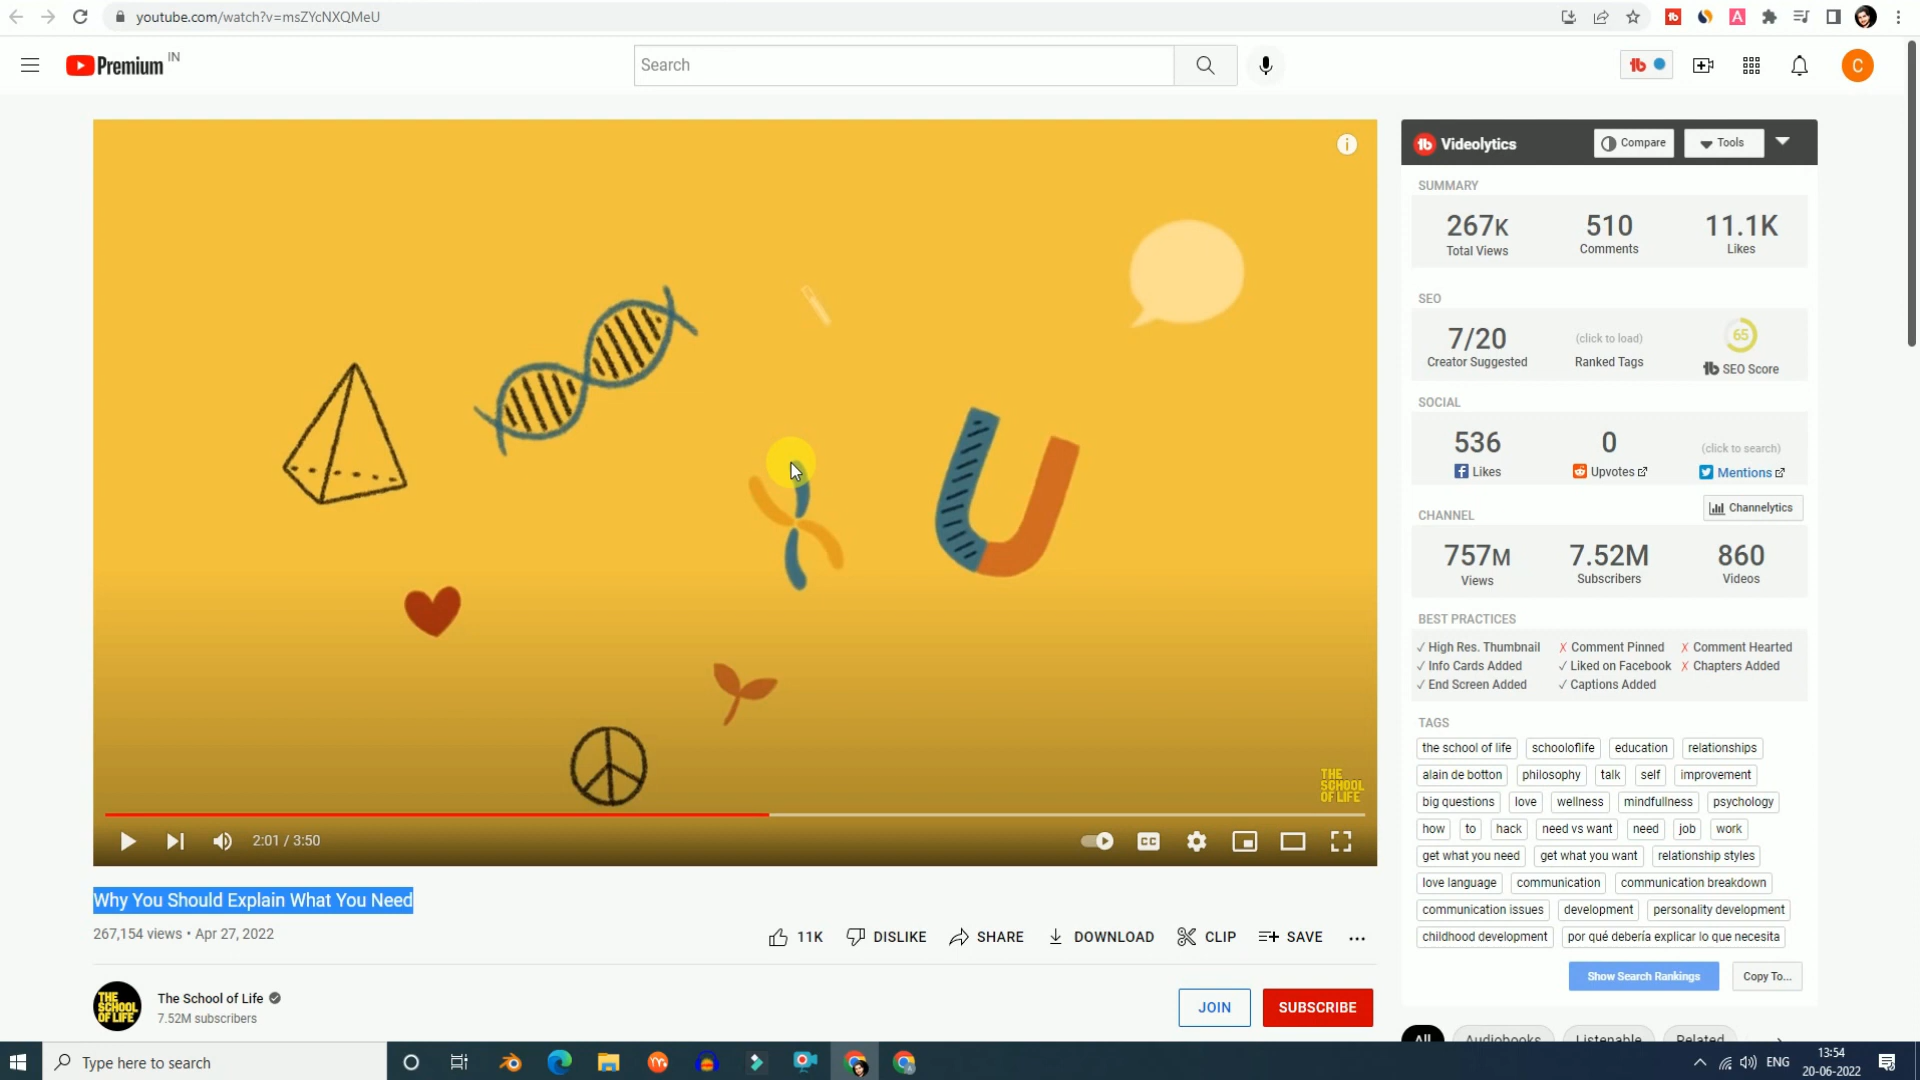 youtube.com/watch?v=msZYcNXQMeU
Premium IN
Search
C
THE
SCHOOL
OF LIFE
2:01 / 3:50
CC
Why You Should Explain What You Need
267,154 views • Apr 27, 2022
11K DISLIKE SHARE DOWNLOAD CLIP SAVE
THE
SCHOOL
OF LIFE
The School of Life
7.52M subscribers
JOIN SUBSCRIBE
Videolytics Compare Tools
SUMMARY
267K 510 11.1K
Total Views Comments Likes
SEO
7/20 (click to load) 65
Creator Suggested Ranked Tags SEO Score
SOCIAL
536 0 (click to search)
Likes Upvotes Mentions
CHANNEL Channelytics
757M 7.52M 860
Views Subscribers Videos
BEST PRACTICES
✓ High Res. Thumbnail ✗ Comment Pinned ✗ Comment Hearted
✓ Info Cards Added ✓ Liked on Facebook ✗ Chapters Added
✓ End Screen Added ✓ Captions Added
TAGS
the school of life schooloflife education relationships
alain de botton philosophy talk self improvement
big questions love wellness mindfullness psychology
how to hack need vs want need job work
get what you need get what you want relationship styles
love language communication communication breakdown
communication issues development personality development
childhood development por qué debería explicar lo que necesita
Show Search Rankings Copy To...
All Audiobooks Listenable Related
Type here to search
ENG
13:54
20-06-2022